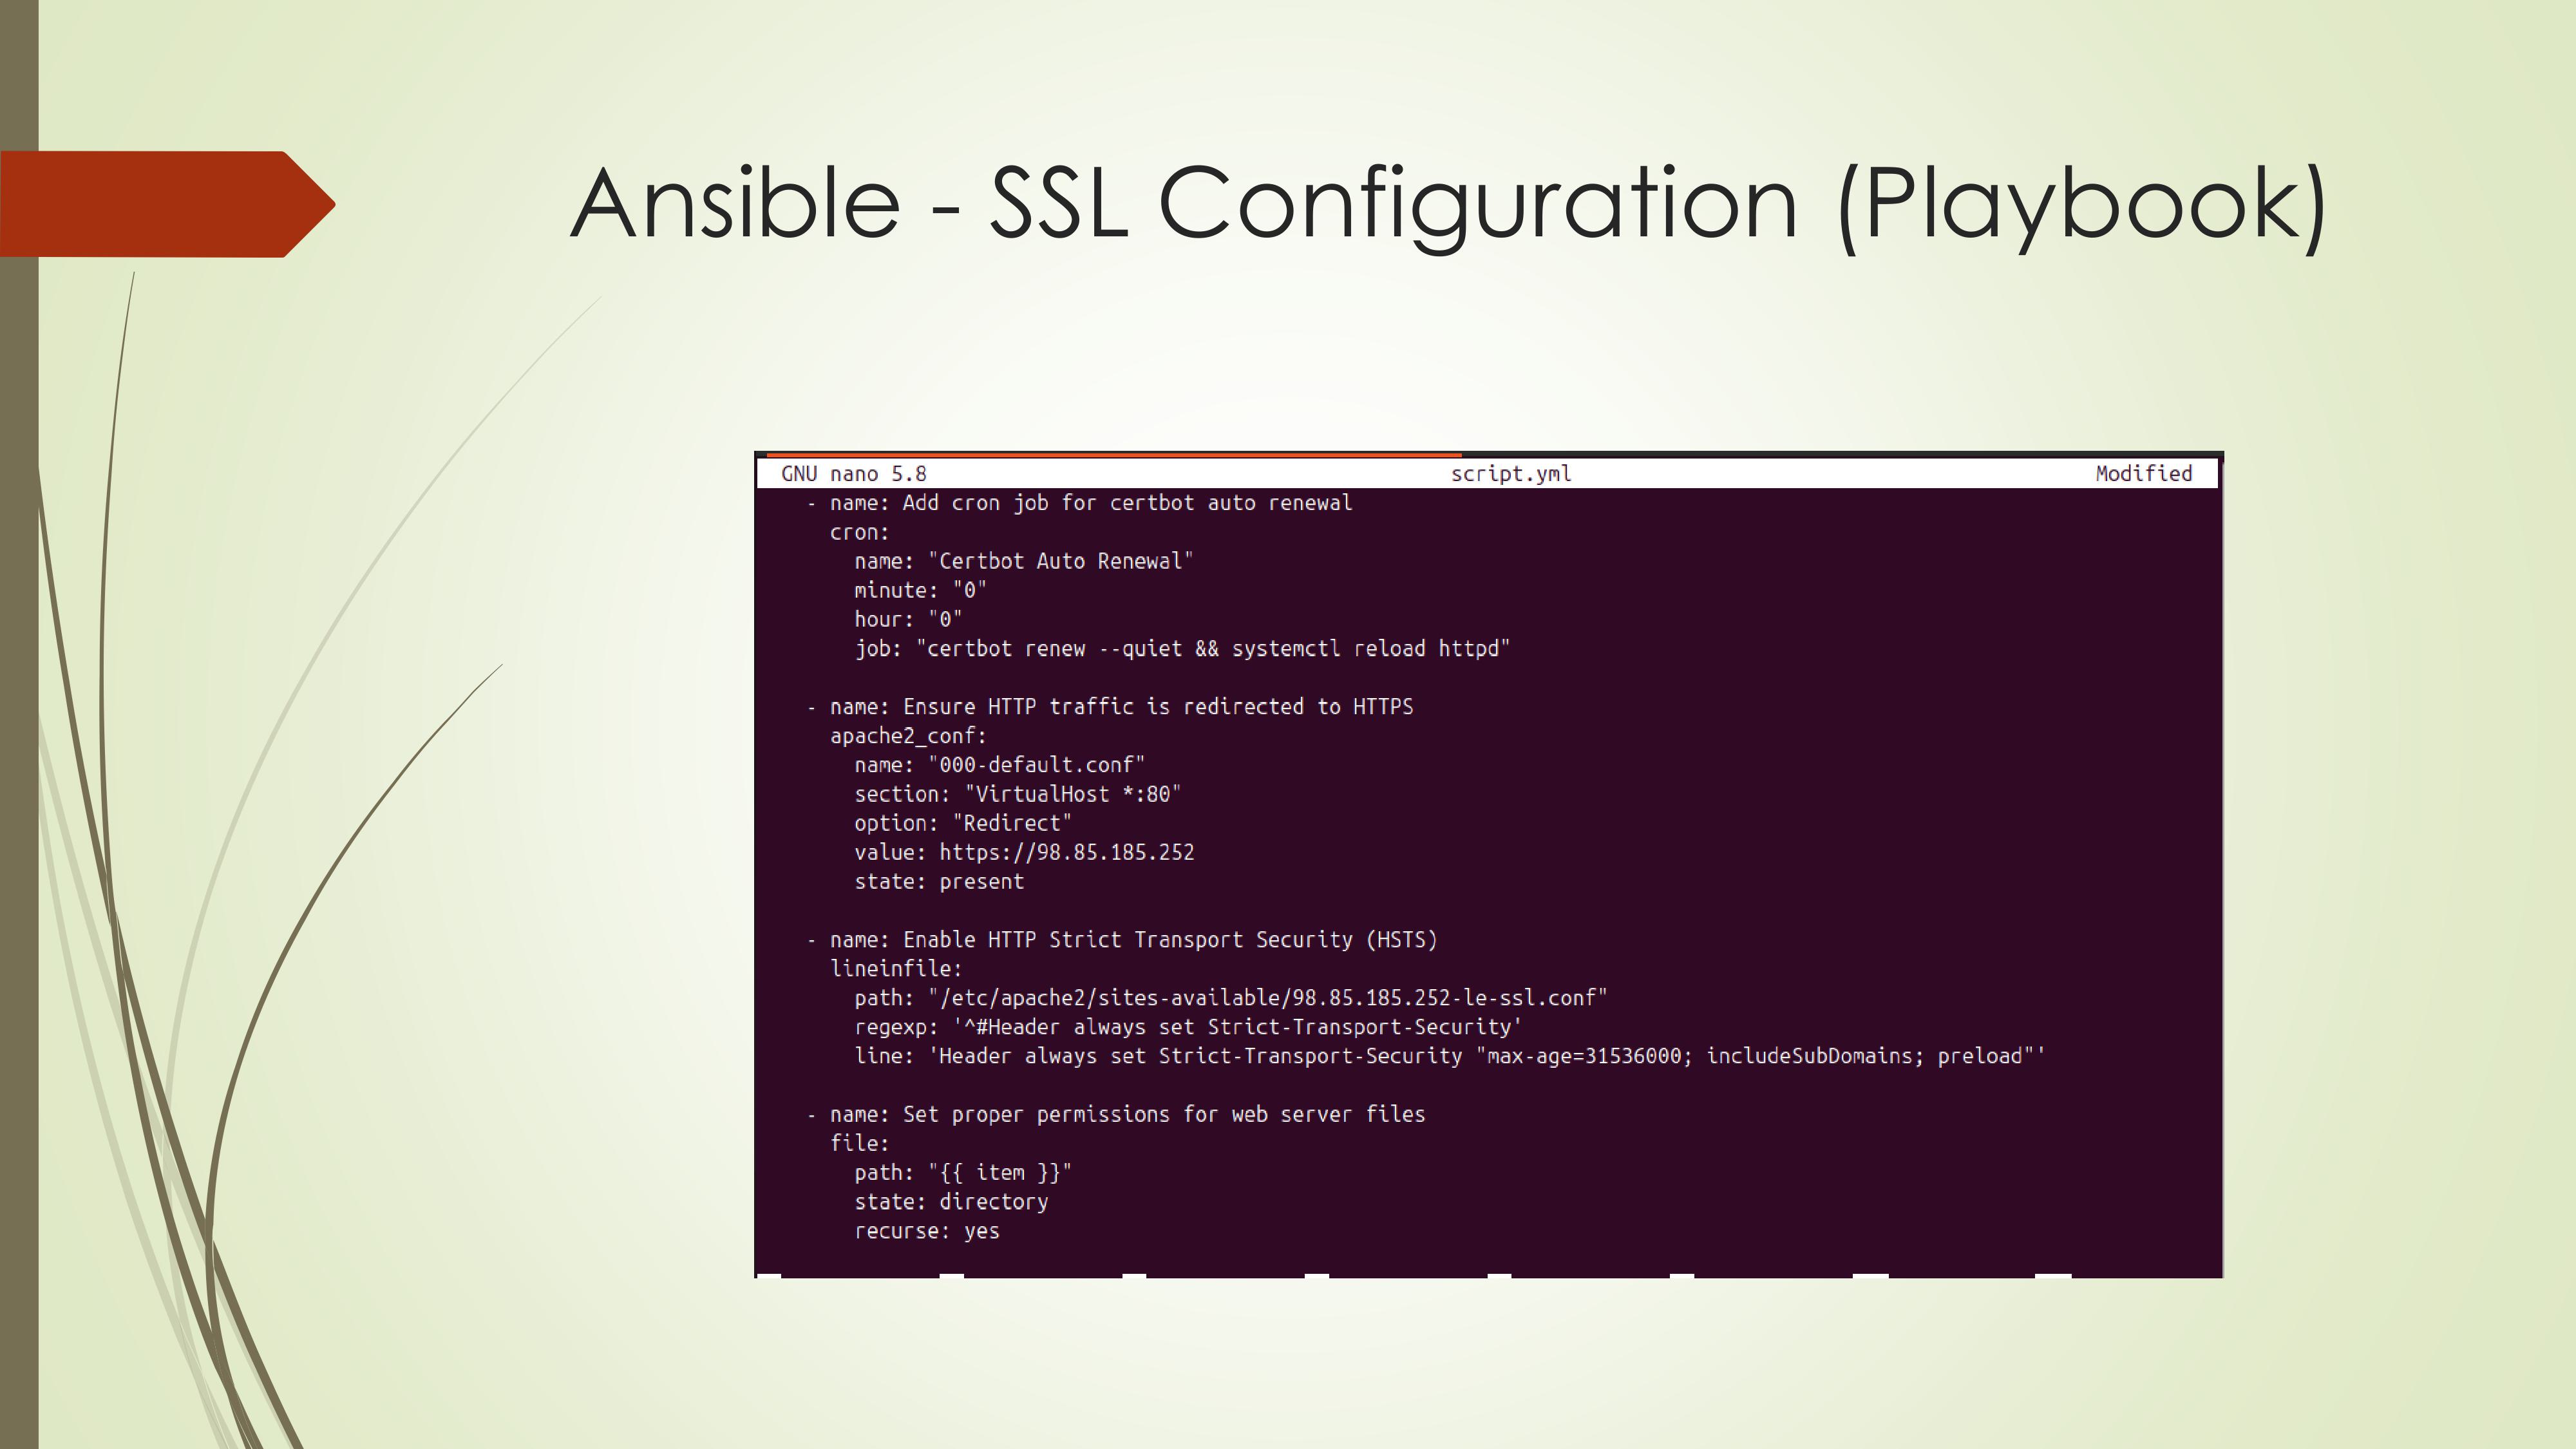 Ansible - SSL Configuration (Playbook)
GNU nano 5.8 script.yml Modified
- name: Add cron job for certbot auto renewal
cron:
name: "Certbot Auto Renewal"
minute: "0"
hour: "0"
job: "certbot renew --quiet && systemctl reload httpd"
- name: Ensure HTTP traffic is redirected to HTTPS
apache2_conf:
name: "000-default.conf"
section: "VirtualHost *:80"
option: "Redirect"
value: https://98.85.185.252
state: present
- name: Enable HTTP Strict Transport Security (HSTS)
lineinfile:
path: "/etc/apache2/sites-available/98.85.185.252-le-ssl.conf"
regexp: '^#Header always set Strict-Transport-Security'
line: 'Header always set Strict-Transport-Security "max-age=31536000; includeSubDomains; preload"'
- name: Set proper permissions for web server files
file:
path: "{{ item }}"
state: directory
recurse: yes